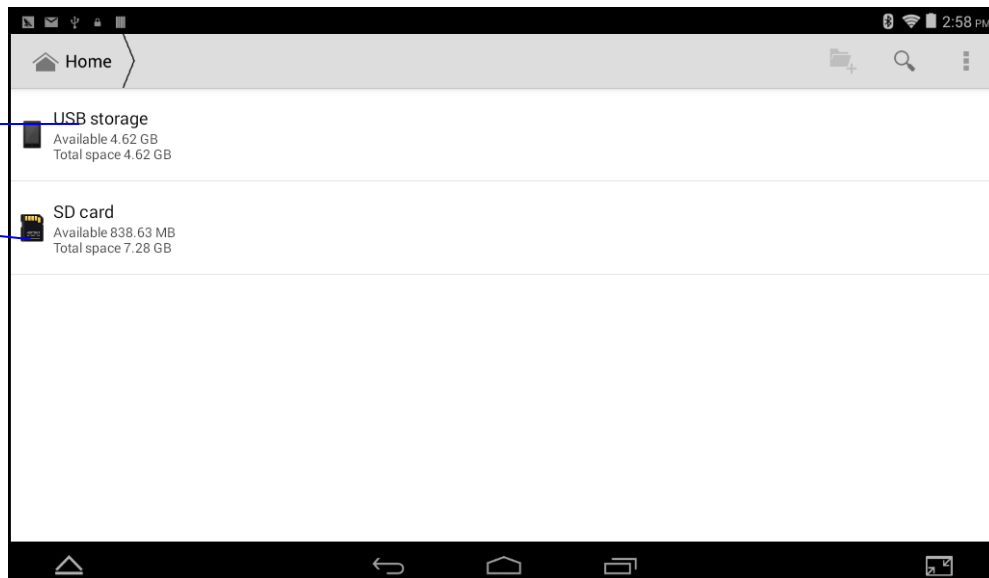 2:58 PM
Home
USB storage
Available 4.62 GB
Total space 4.62 GB
SD card
Available 838.63 MB
Total space 7.28 GB